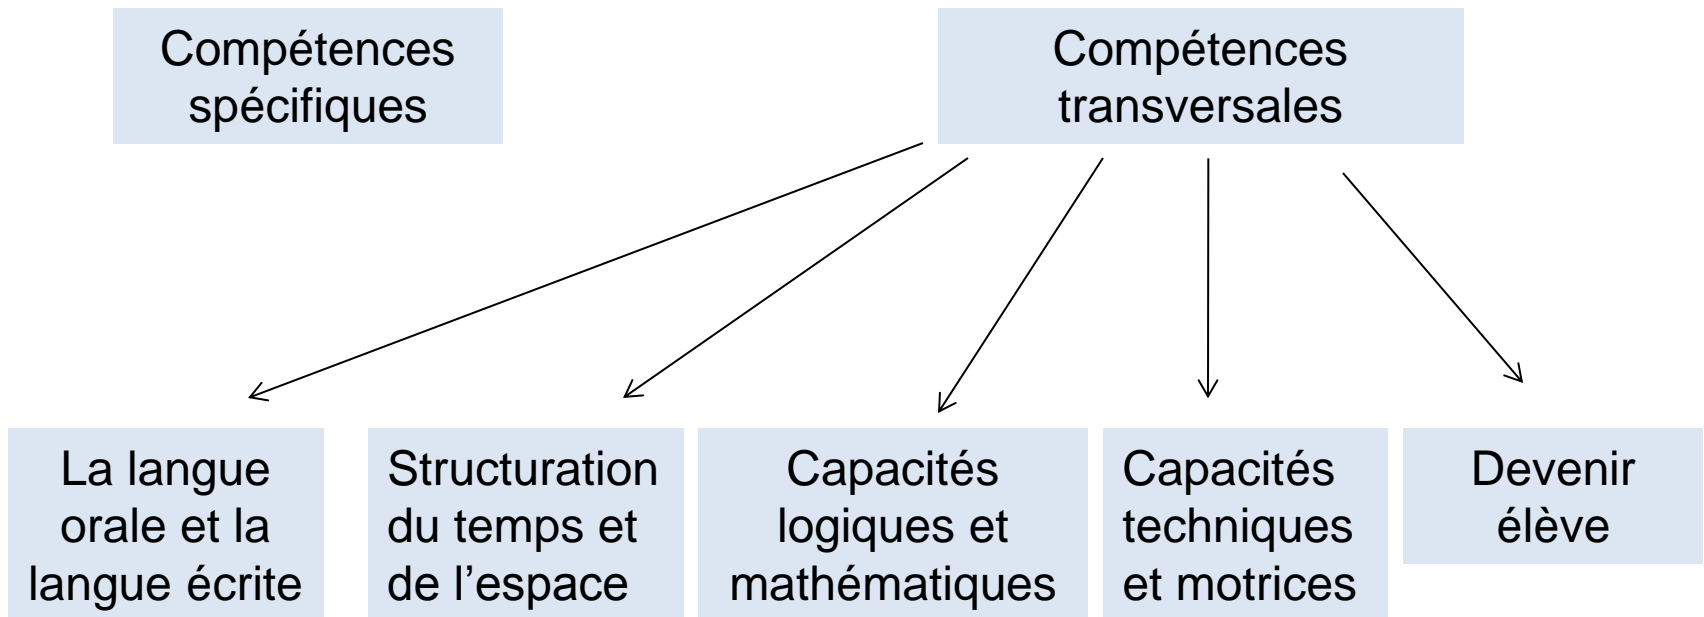 Compétences
spécifiques
Compétences
transversales
La langue
orale et la
langue écrite
Structuration
du temps et
de l’espace
Capacités
logiques et
mathématiques
Capacités
techniques
et motrices
Devenir
élève